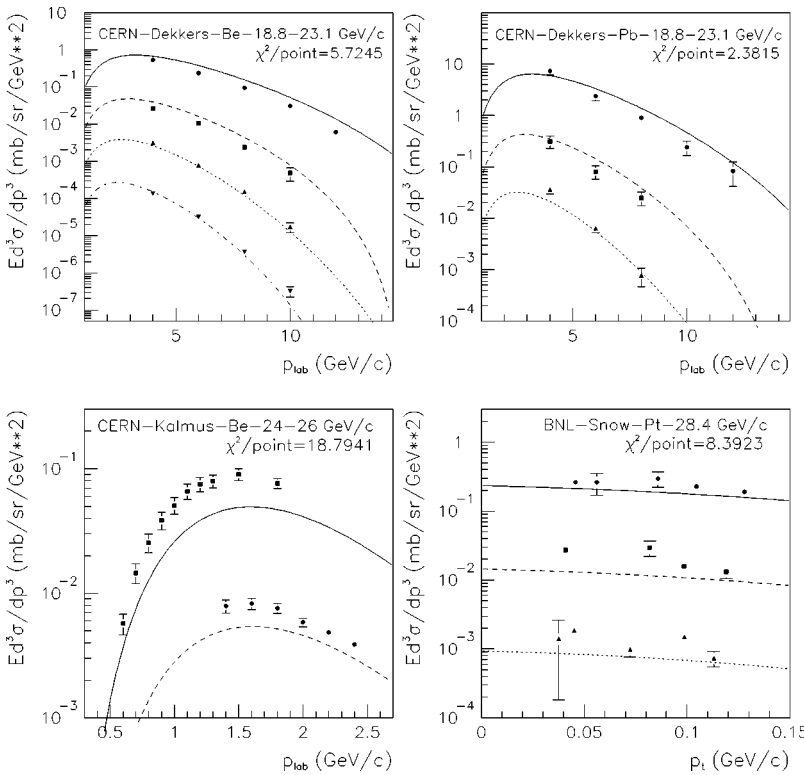 CERN-Dekkers-Be-18.8-23.1 GeV/c
χ²/point=5.7245
Ed³σ/dp³ (mb/sr/GeV**2)
10
1
10⁻¹
10⁻²
10⁻³
10⁻⁴
10⁻⁵
10⁻⁶
10⁻⁷
5
10
p_lab (GeV/c)
CERN-Dekkers-Pb-18.8-23.1 GeV/c
χ²/point=2.3815
Ed³σ/dp³ (mb/sr/GeV**2)
10
1
10⁻¹
10⁻²
10⁻³
10⁻⁴
5
10
p_lab (GeV/c)
CERN-Kalmus-Be-24-26 GeV/c
χ²/point=18.7941
Ed³σ/dp³ (mb/sr/GeV**2)
10⁻¹
10⁻²
10⁻³
0.5
1
1.5
2
2.5
p_lab (GeV/c)
BNL-Snow-Pt-28.4 GeV/c
χ²/point=8.3923
Ed³σ/dp³ (mb/sr/GeV**2)
1
10⁻¹
10⁻²
10⁻³
10⁻⁴
0
0.05
0.1
0.15
p_t (GeV/c)